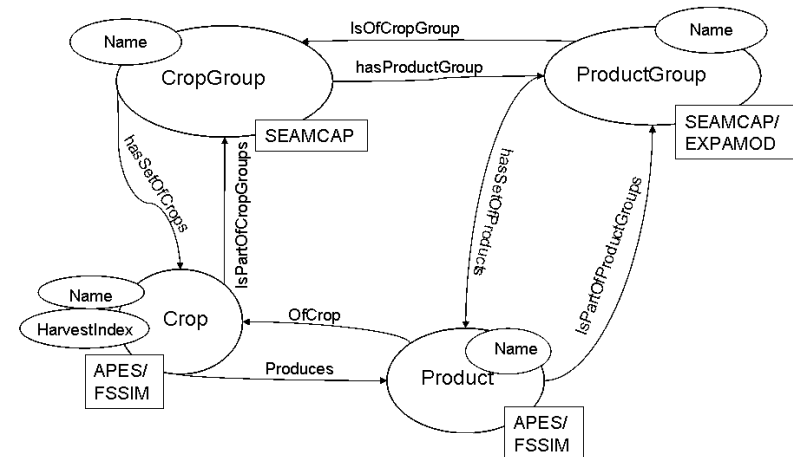 Name
IsOfCropGroup
Name
CropGroup
hasProductGroup
ProductGroup
SEAMCAP
SEAMCAP/
EXPAMOD
hasSetOfCrops
IsPartOfCropGroups
hasSetOfProducts
IsPartOfProductGroups
Name
Crop
HarvestIndex
OfCrop
Name
Produces
Product
APES/
FSSIM
APES/
FSSIM